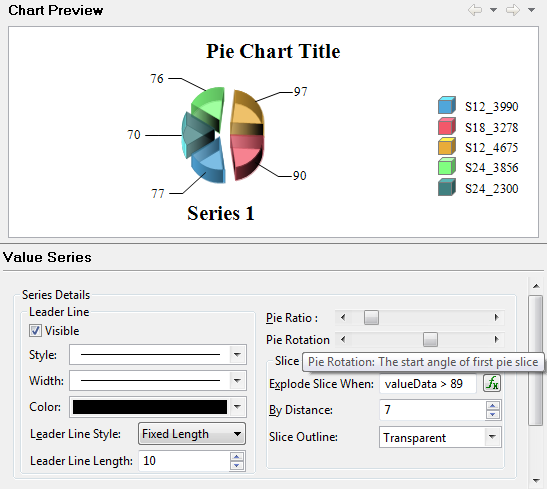 Chart Preview
Pie Chart Title
76
97
70
77
90
Series 1
S12_3990
S18_3278
S12_4675
S24_3856
S24_2300
Value Series
Series Details
Leader Line
Visible
Style:
Width:
Color:
Leader Line Style: Fixed Length
Leader Line Length: 10
Pie Ratio :
Pie Rotation
Slice
Pie Rotation: The start angle of first pie slice
Explode Slice When: valueData > 89 fx
By Distance: 7
Slice Outline: Transparent